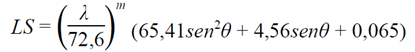 LS = (λ/72,6)^m (65,41sen²θ + 4,56senθ + 0,065)